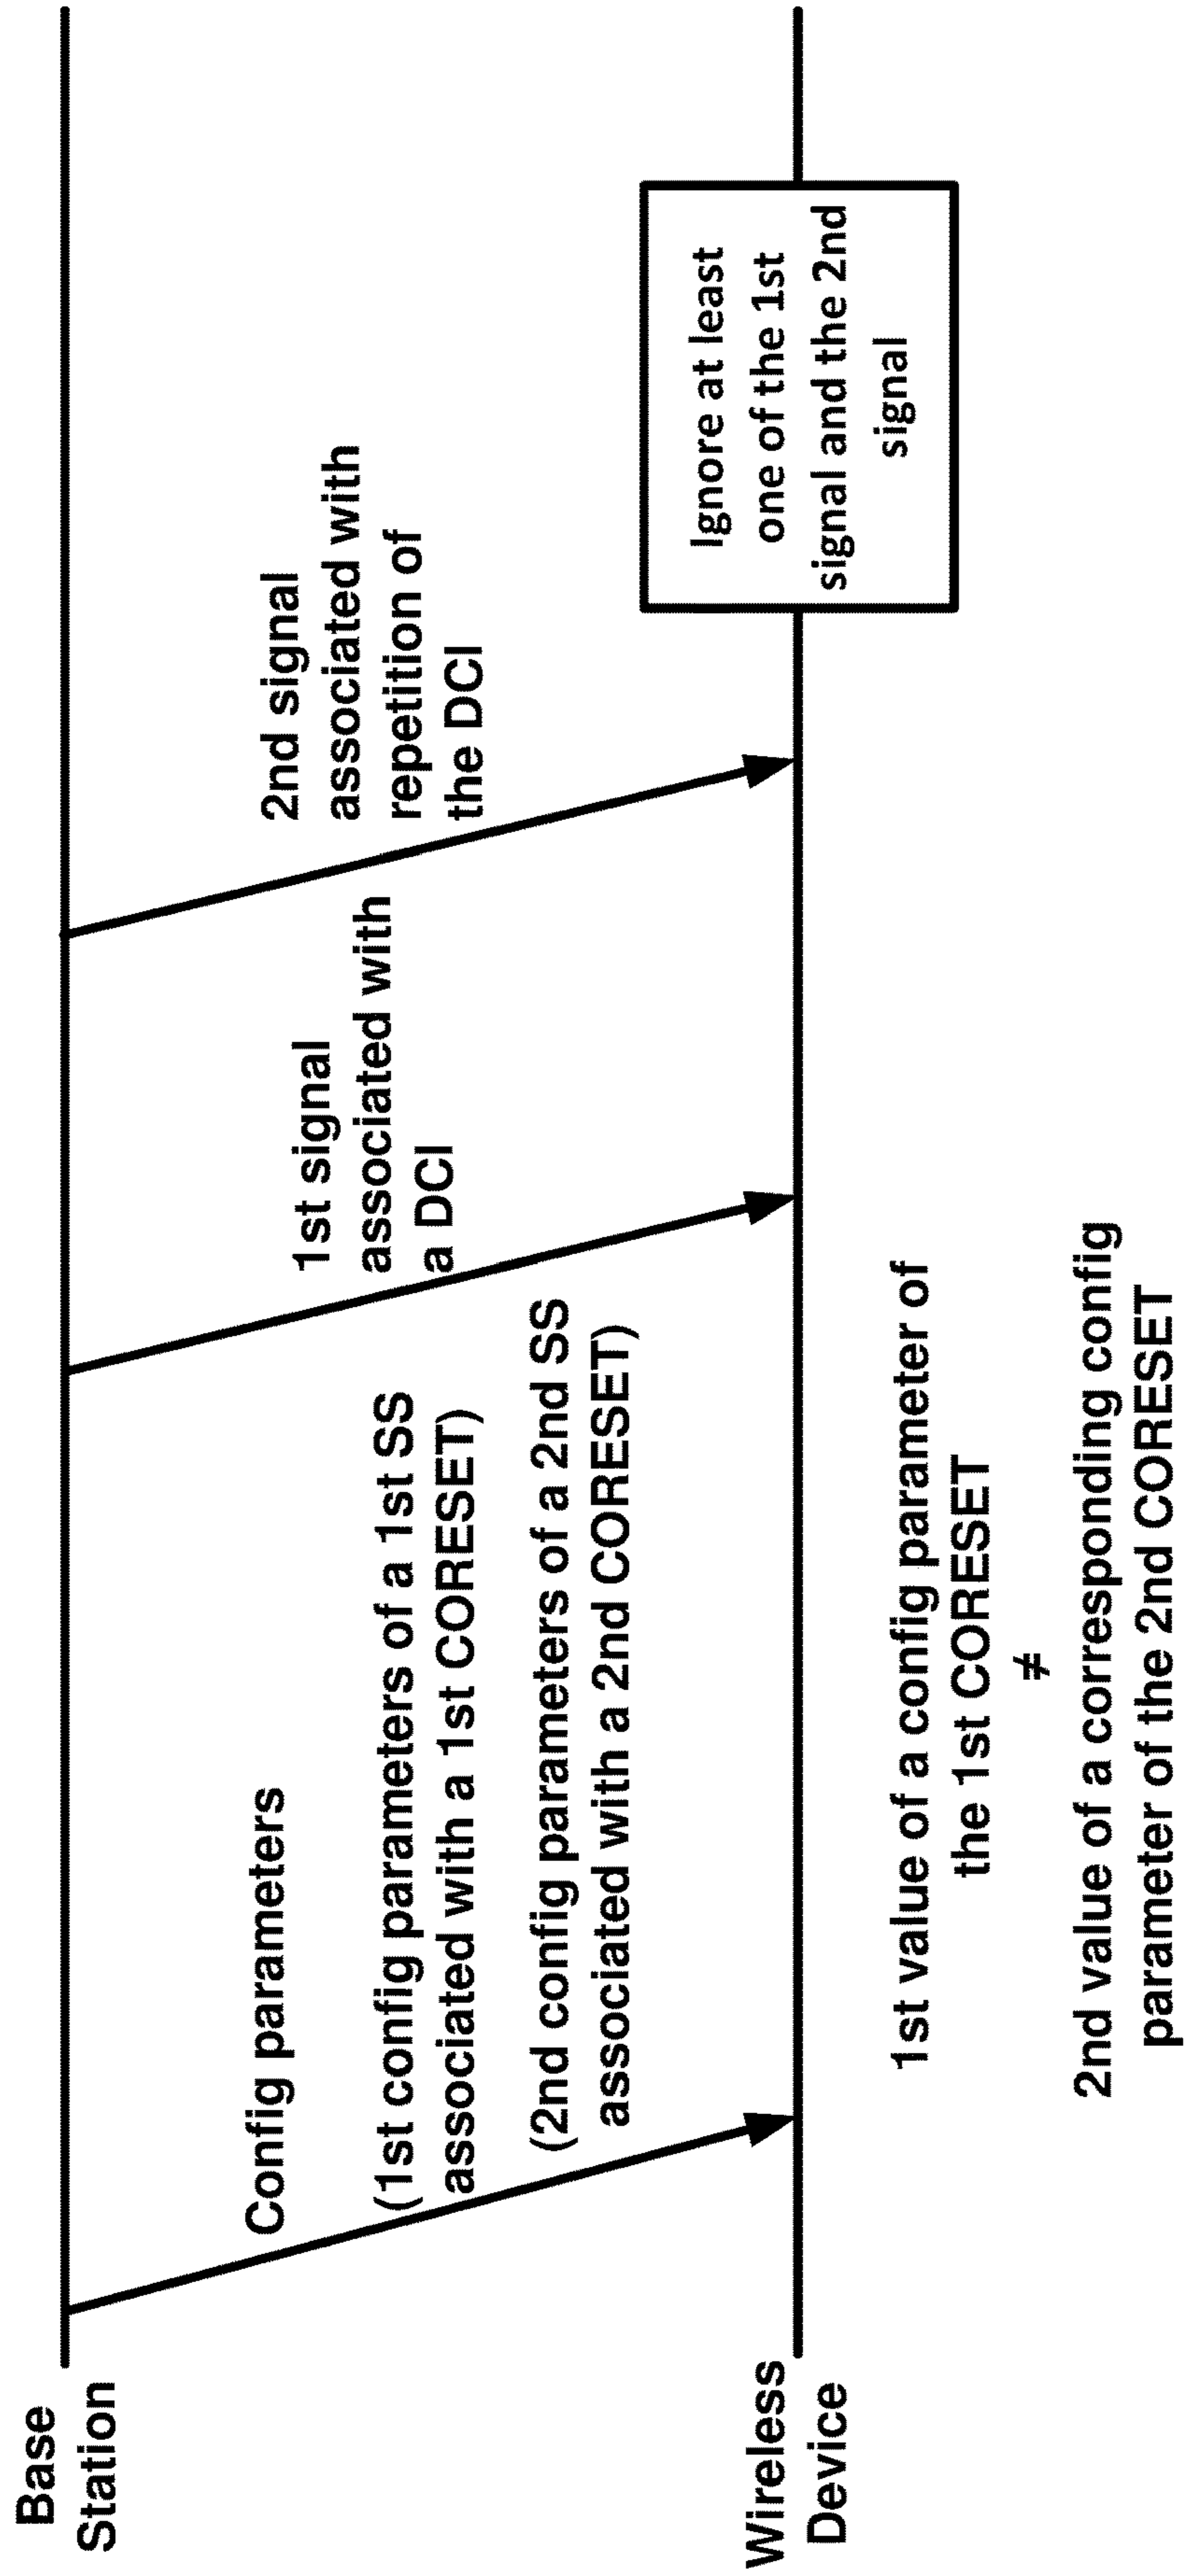 Base
Station
Config parameters
(1st config parameters of a 1st SS
associated with a 1st CORESET)
(2nd config parameters of a 2nd SS
associated with a 2nd CORESET)
1st signal
associated with
a DCI
2nd signal
associated with
repetition of
the DCI
Wireless
Device
Ignore at least
one of the 1st
signal and the 2nd
signal
1st value of a config parameter of
the 1st CORESET
≠
2nd value of a corresponding config
parameter of the 2nd CORESET